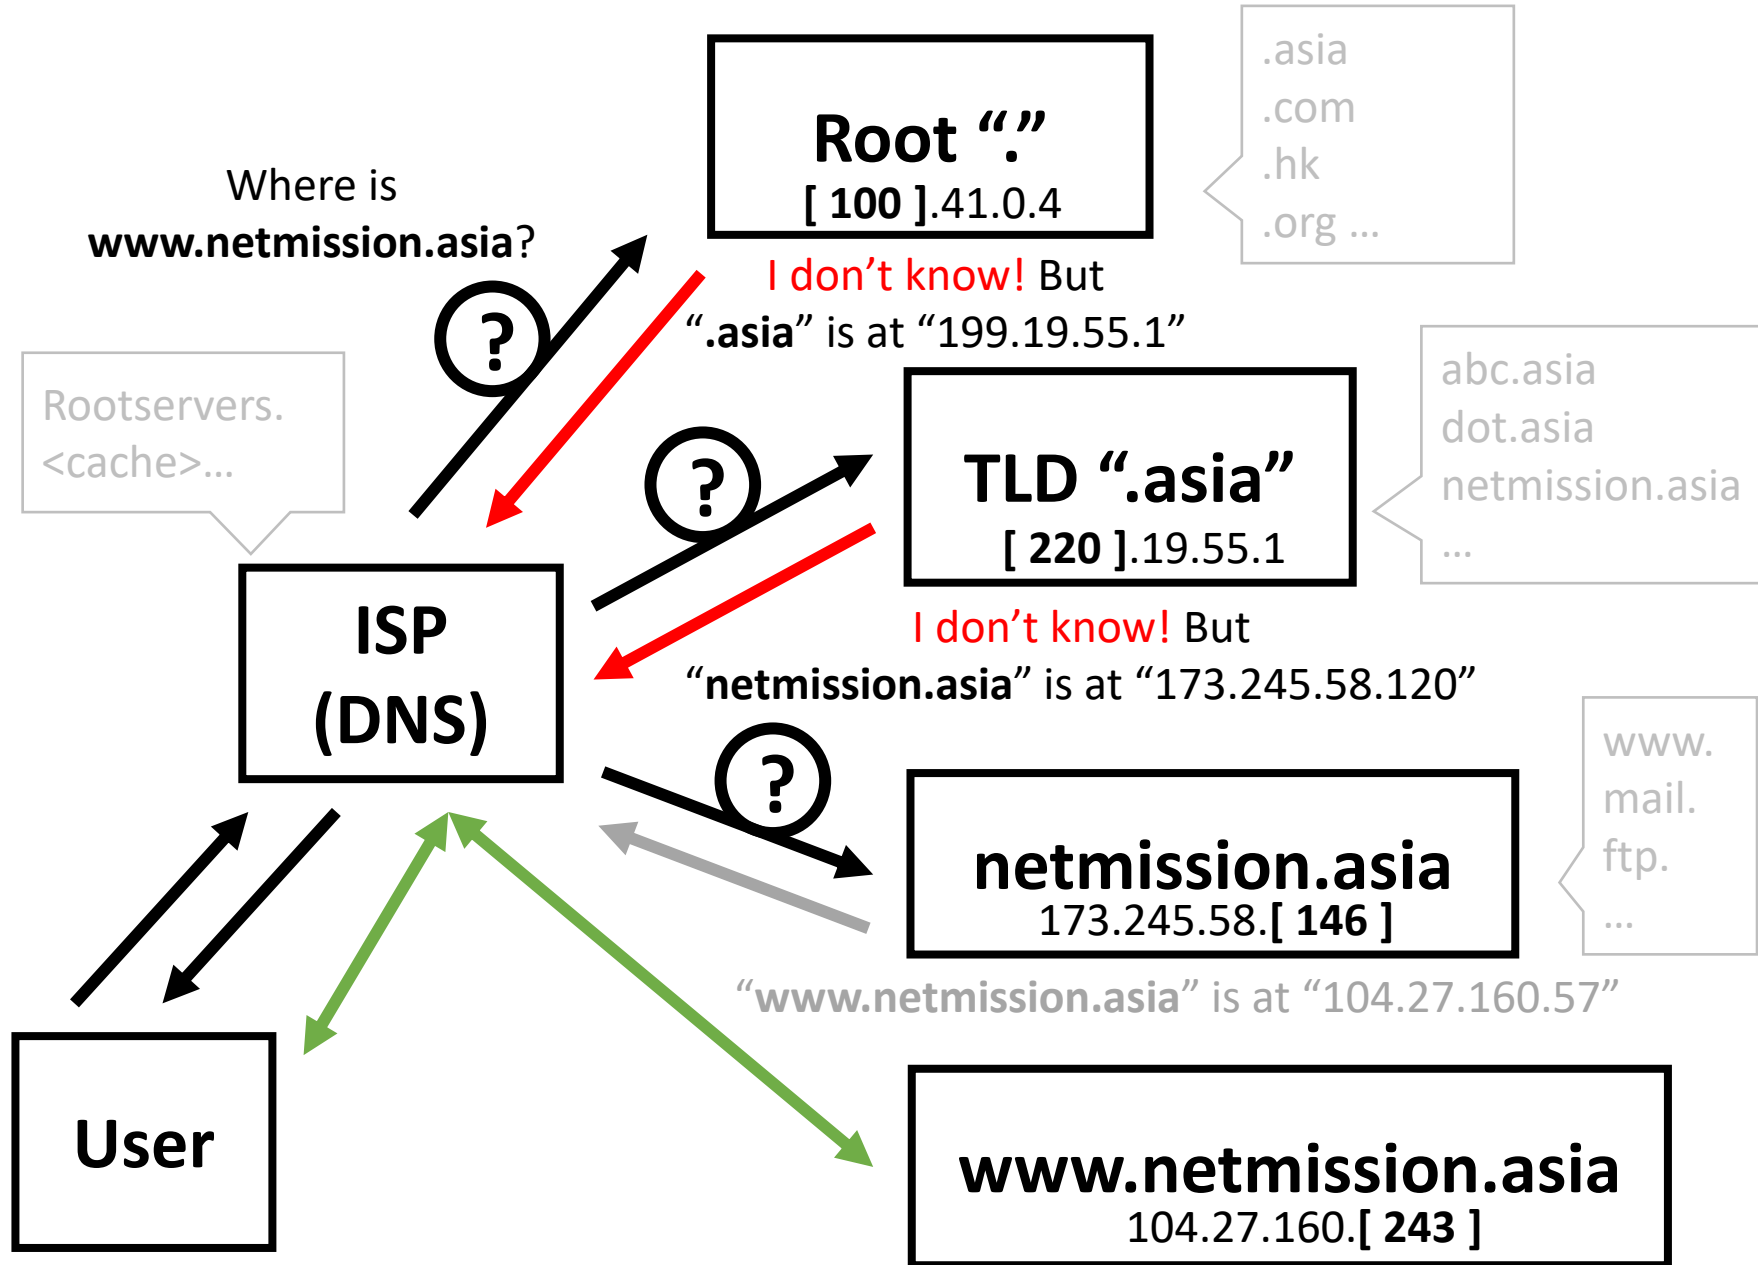 Root “.”
[ 100 ].41.0.4
.asia
.com
.hk
.org ...
Where is
www.netmission.asia?
?
I don’t know! But
“.asia” is at “199.19.55.1”
Rootservers.
<cache>...
?
TLD “.asia”
[ 220 ].19.55.1
abc.asia
dot.asia
netmission.asia
...
I don’t know! But
“netmission.asia” is at “173.245.58.120”
ISP
(DNS)
?
netmission.asia
173.245.58.[ 146 ]
www.
mail.
ftp.
...
“www.netmission.asia” is at “104.27.160.57”
User
www.netmission.asia
104.27.160.[ 243 ]